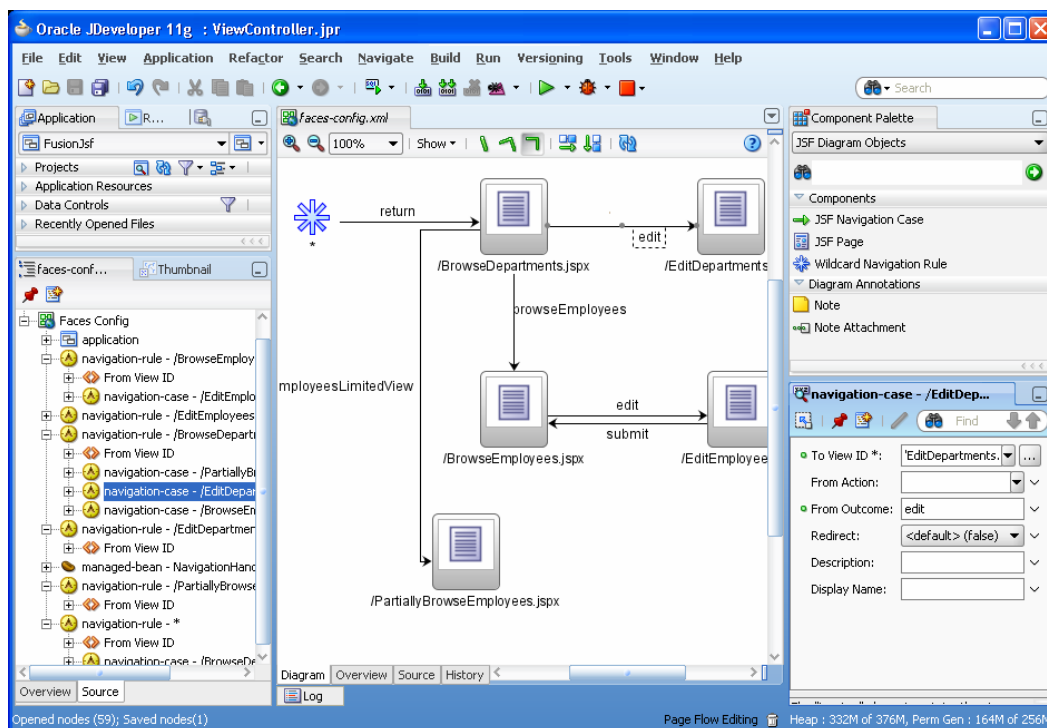 Oracle JDeveloper 11g : ViewController.jpr
File Edit View Application Refactor Search Navigate Build Run Versioning Tools Window Help
Search
Application
R...
FusionJsf
Projects
Application Resources
Data Controls
Recently Opened Files
faces-conf...
Thumbnail
Faces Config
application
navigation-rule - /BrowseEmploy
From View ID
navigation-case - /EditEmplo
navigation-rule - /EditEmployees
navigation-rule - /BrowseDepart
From View ID
navigation-case - /PartiallyBr
navigation-case - /EditDepar
navigation-case - /BrowseEn
navigation-rule - /EditDepartmer
From View ID
managed-bean - NavigationHand
navigation-rule - /PartiallyBrowse
From View ID
navigation-rule - *
From View ID
navigation-case - /BrowseDe
Overview Source
faces-config.xml
100%
Show
return
*
edit
/BrowseDepartments.jspx
/EditDepartments
browseEmployees
mployeesLimitedView
edit
submit
/BrowseEmployees.jspx
/EditEmployee
/PartiallyBrowseEmployees.jspx
Diagram Overview Source History
Log
Component Palette
JSF Diagram Objects
Components
JSF Navigation Case
JSF Page
Wildcard Navigation Rule
Diagram Annotations
Note
Note Attachment
navigation-case - /EditDep...
Find
To View ID *: 'EditDepartments. ...
From Action:
From Outcome: edit
Redirect: <default> (false)
Description:
Display Name:
Opened nodes (59); Saved nodes(1)
Page Flow Editing
Heap : 332M of 376M, Perm Gen : 164M of 256M